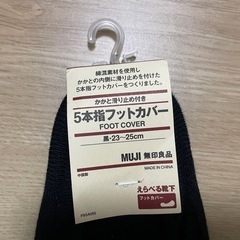 綿混素材を使用し
かかとの内側に滑り止めを付けた
5本指フットカバーをつくりました。
かかと滑り止め付き
5本指フットカバー
FOOT COVER
黒・23〜25cm
MUJI 無印良品
MADE IN CHINA
中国製
えらべる靴下
フットカバー